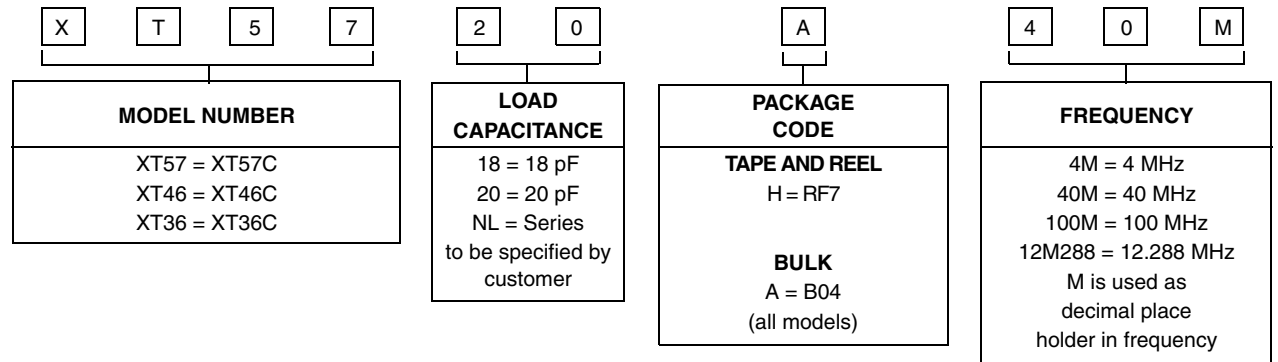 X T 5 7 2 0 A 4 0 M
MODEL NUMBER
XT57 = XT57C
XT46 = XT46C
XT36 = XT36C
LOAD
CAPACITANCE
18 = 18 pF
20 = 20 pF
NL = Series
to be specified by
customer
PACKAGE
CODE
TAPE AND REEL
H = RF7
BULK
A = B04
(all models)
FREQUENCY
4M = 4 MHz
40M = 40 MHz
100M = 100 MHz
12M288 = 12.288 MHz
M is used as
decimal place
holder in frequency